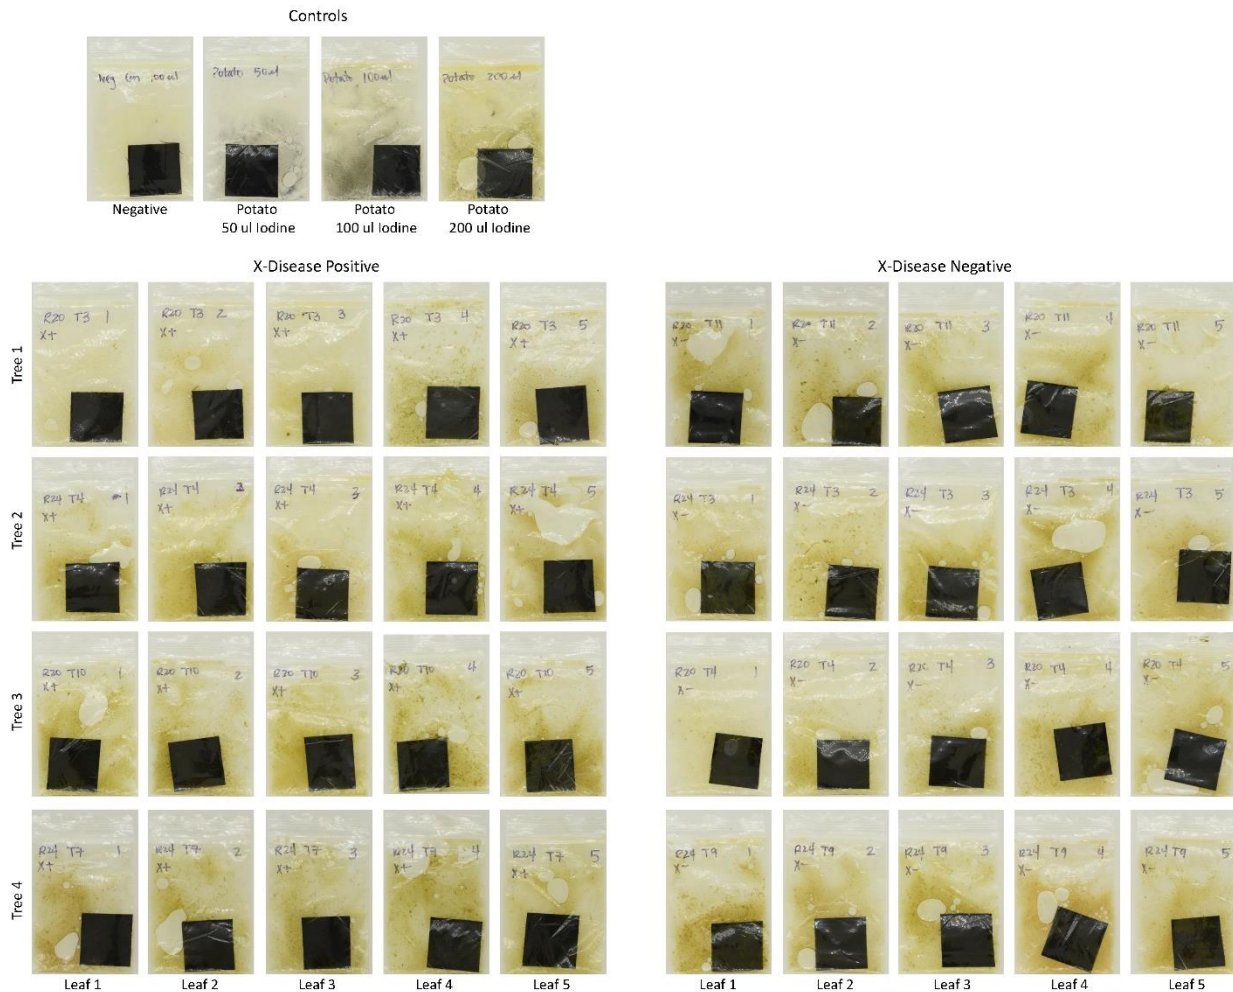 Controls
Neg Con 100 ul
Potato 50ul
Potato 100ul
Potato 200ul
Negative
Potato
50 ul Iodine
Potato
100 ul Iodine
Potato
200 ul Iodine
X-Disease Positive
X-Disease Negative
Tree 1
R20 T3 1
X+
R20 T3 2
X+
R20 T3 3
X+
R20 T3 4
X+
R20 T3 5
X+
R20 T11 1
X-
R20 T11 2
X-
R20 T11 3
X-
R20 T11 4
X-
R20 T11 5
X-
Tree 2
R24 T4 1
X+
R24 T4 2
X+
R24 T4 3
X+
R24 T4 4
X+
R24 T4 5
X+
R24 T3 1
X-
R24 T3 2
X-
R24 T3 3
X-
R24 T3 4
X-
R24 T3 5
X-
Tree 3
R20 T10 1
X+
R20 T10 2
X+
R20 T10 3
X+
R20 T10 4
X+
R20 T10 5
X+
R20 T4 1
X-
R20 T4 2
X-
R20 T4 3
X-
R20 T4 4
X-
R20 T4 5
X-
Tree 4
R24 T7 1
X+
R24 T7 2
X+
R24 T7 3
X+
R24 T7 4
X+
R24 T7 5
X+
R24 T9 1
X-
R24 T9 2
X-
R24 T9 3
X-
R24 T9 4
X-
R24 T9 5
X-
Leaf 1
Leaf 2
Leaf 3
Leaf 4
Leaf 5
Leaf 1
Leaf 2
Leaf 3
Leaf 4
Leaf 5